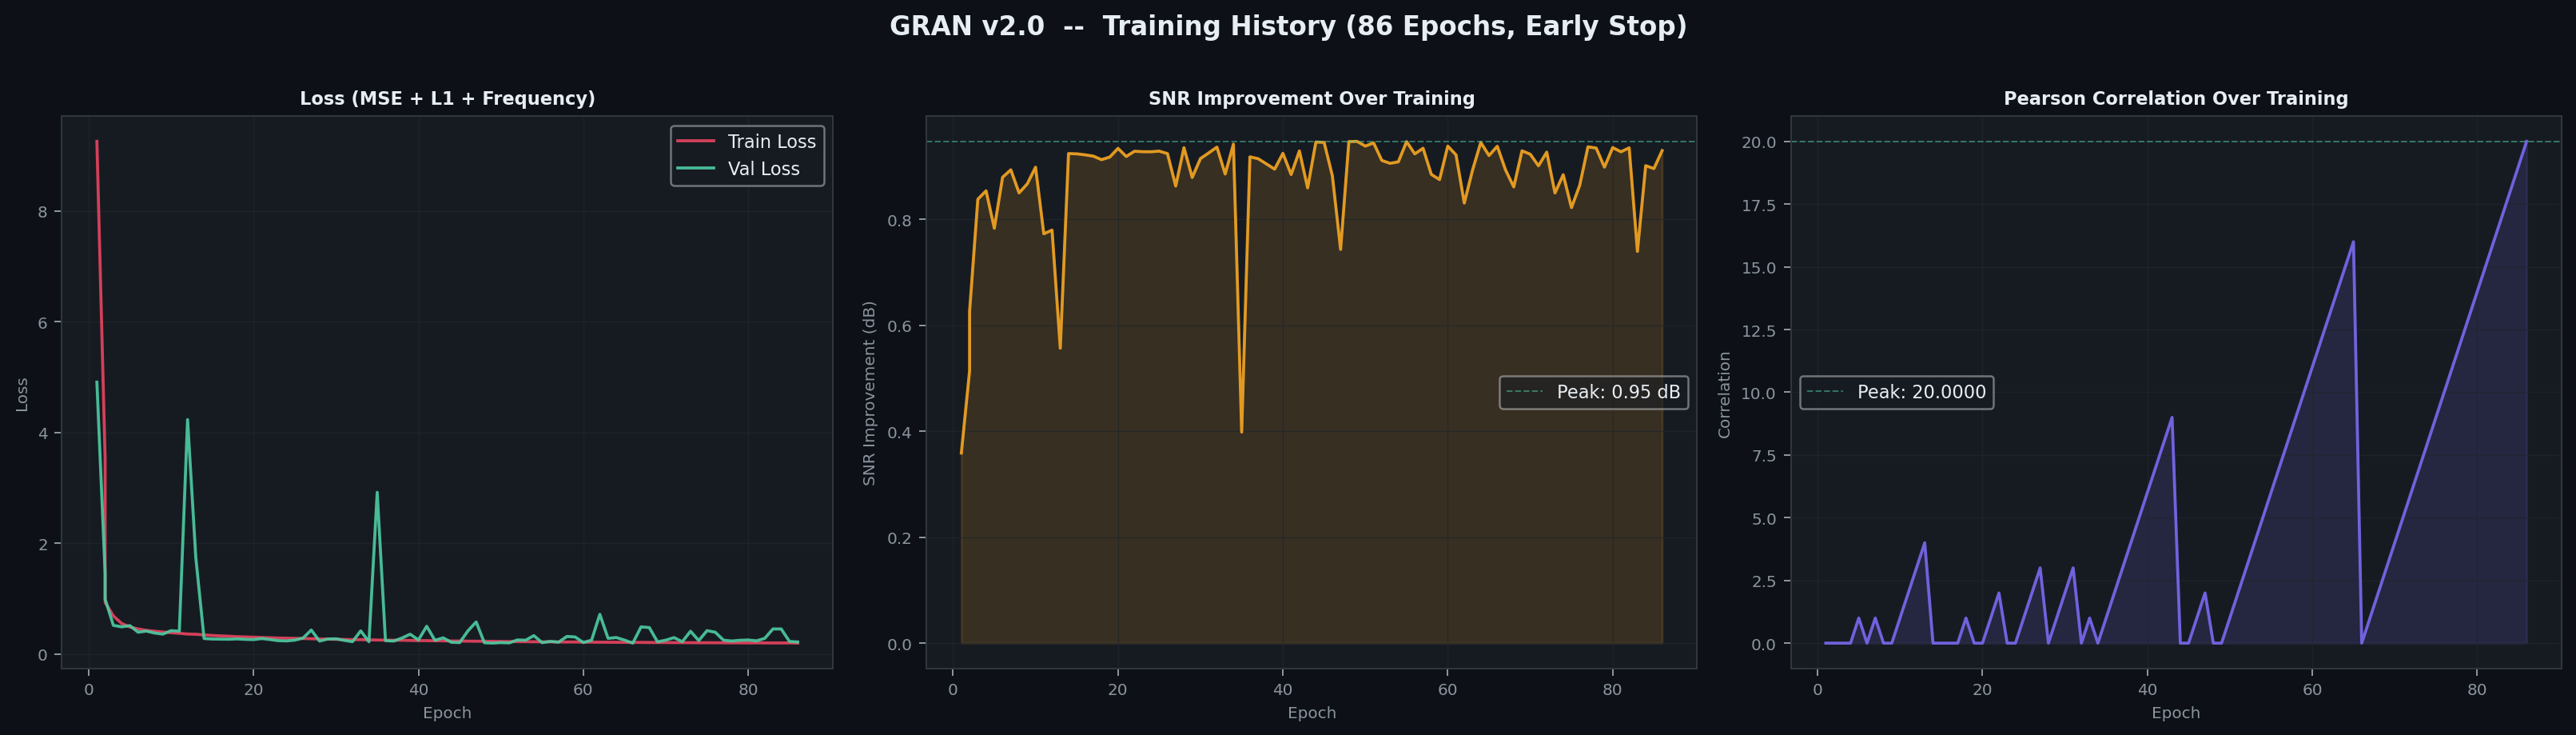 GRAN v2.0  --  Training History (86 Epochs, Early Stop)
Loss (MSE + L1 + Frequency)
Train Loss
Val Loss
8
6
4
2
0
Loss
0
20
40
60
80
Epoch
SNR Improvement Over Training
0.8
0.6
0.4
0.2
0.0
SNR Improvement (dB)
Peak: 0.95 dB
0
20
40
60
80
Epoch
Pearson Correlation Over Training
20.0
17.5
15.0
12.5
10.0
7.5
5.0
2.5
0.0
Correlation
Peak: 20.0000
0
20
40
60
80
Epoch